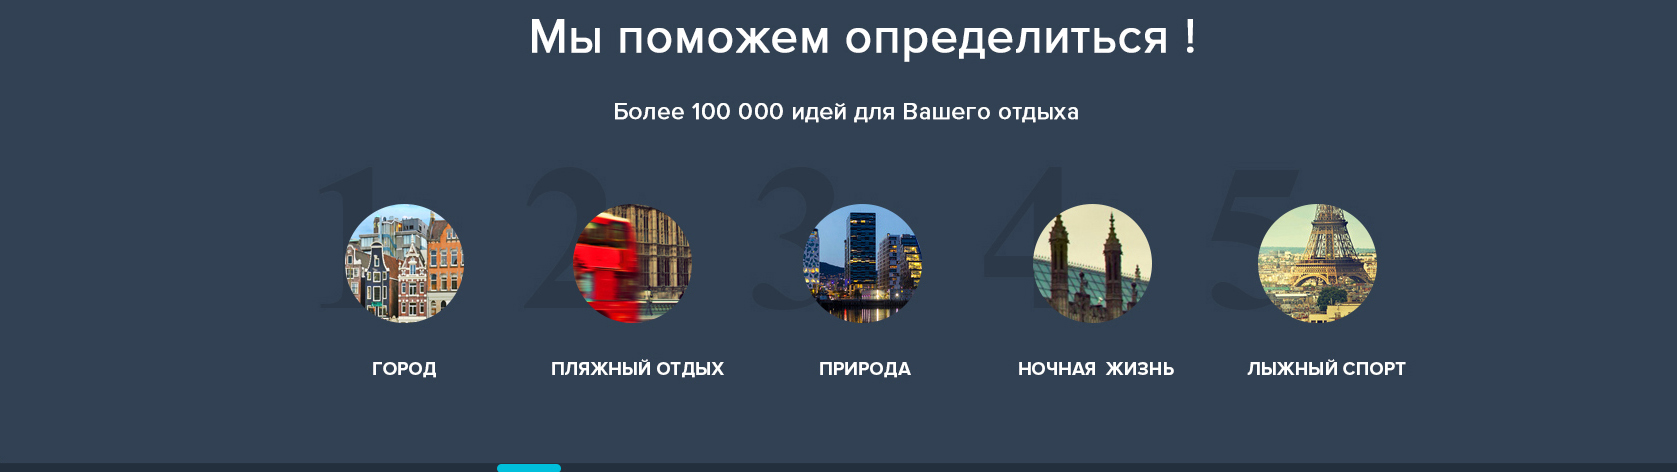 Мы поможем определиться !
Более 100 000 идей для Вашего отдыха
1 2 3 4 5
ГОРОД ПЛЯЖНЫЙ ОТДЫХ ПРИРОДА НОЧНАЯ ЖИЗНЬ ЛЫЖНЫЙ СПОРТ